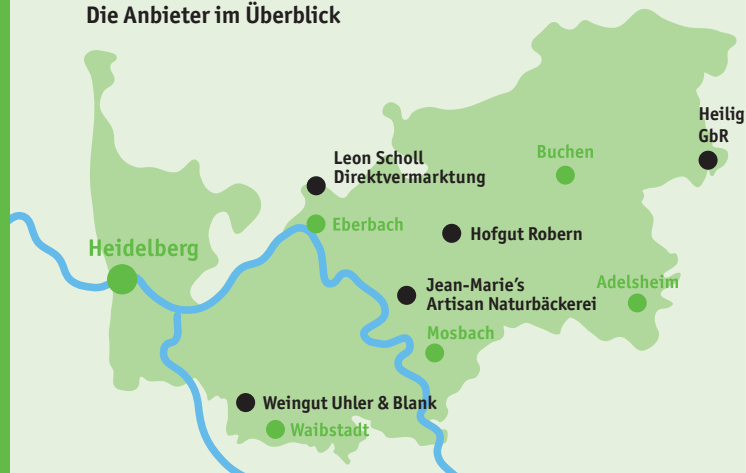 Die Anbieter im Überblick
Heilig
GbR
Leon Scholl
Direktvermarktung
Buchen
Eberbach
Hofgut Robern
Heidelberg
Jean-Marie's
Artisan Naturbäckerei
Adelsheim
Mosbach
Weingut Uhler & Blank
Waibstadt